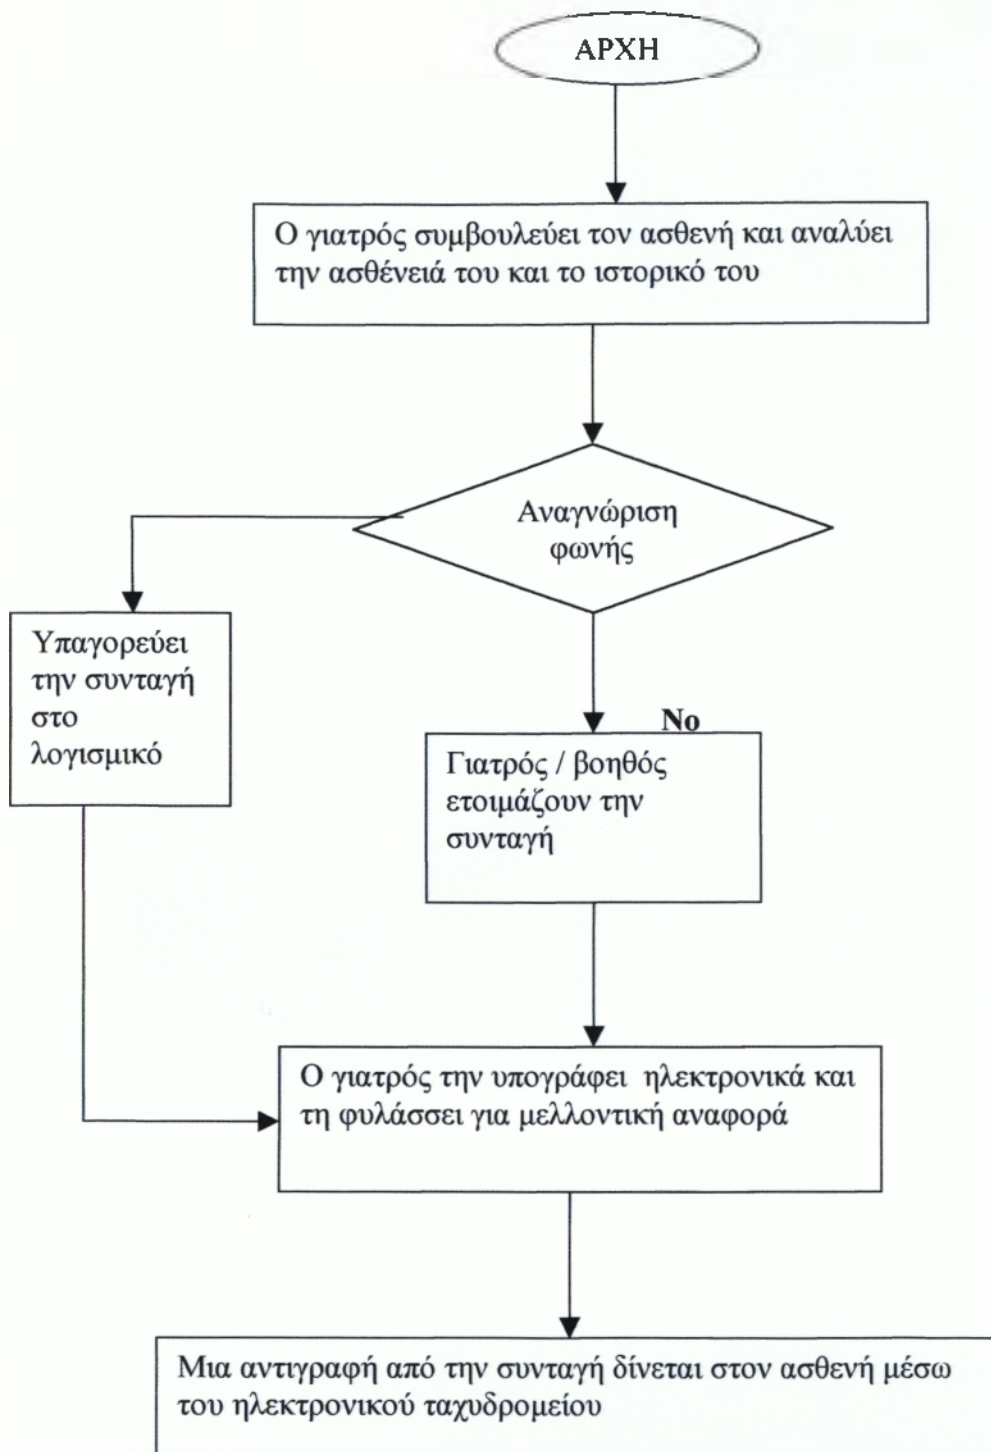 ΑΡΧΗ
Ο γιατρός συμβουλεύει τον ασθενή και αναλύει
την ασθένειά του και το ιστορικό του
Αναγνώριση
φωνής
Υπαγορεύει
την συνταγή
στο
λογισμικό
No
Γιατρός / βοηθός
ετοιμάζουν την
συνταγή
Ο γιατρός την υπογράφει ηλεκτρονικά και
τη φυλάσσει για μελλοντική αναφορά
Μια αντιγραφή από την συνταγή δίνεται στον ασθενή μέσω
του ηλεκτρονικού ταχυδρομείου